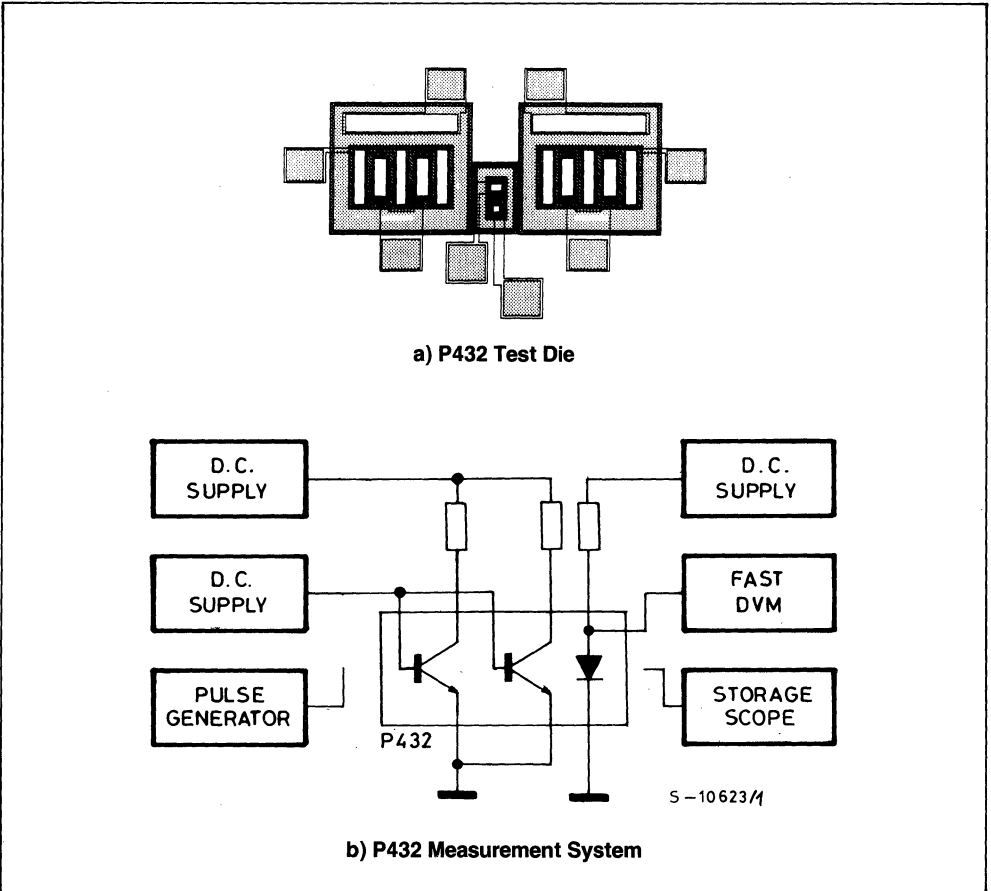 a) P432 Test Die
D.C.
SUPPLY
D.C.
SUPPLY
D.C.
SUPPLY
FAST
DVM
PULSE
GENERATOR
STORAGE
SCOPE
P432
S-10623/1
b) P432 Measurement System